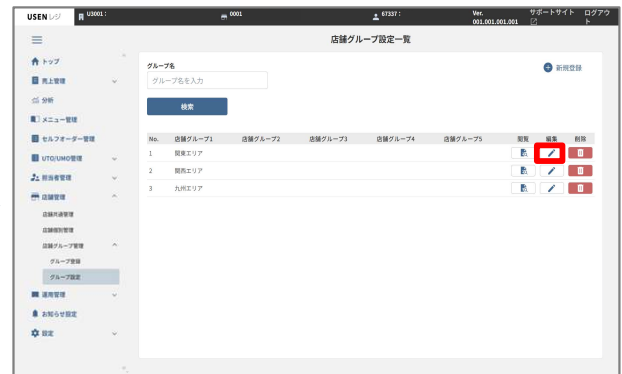 USEN レジ U3001： 0001 67337： Ver. 001.001.001.001 サポートサイト ログアウト
店舗グループ設定一覧
トップ
売上管理
分析
メニュー管理
セルフオーダー管理
UTO/UMO管理
担当者管理
店舗管理
店舗共通管理
店舗個別管理
店舗グループ管理
グループ登録
グループ設定
運用管理
お知らせ設定
設定
グループ名
グループ名を入力
新規登録
検索
No. 店舗グループ1 店舗グループ2 店舗グループ3 店舗グループ4 店舗グループ5 閲覧 編集 削除
1 関東エリア
2 関西エリア
3 九州エリア